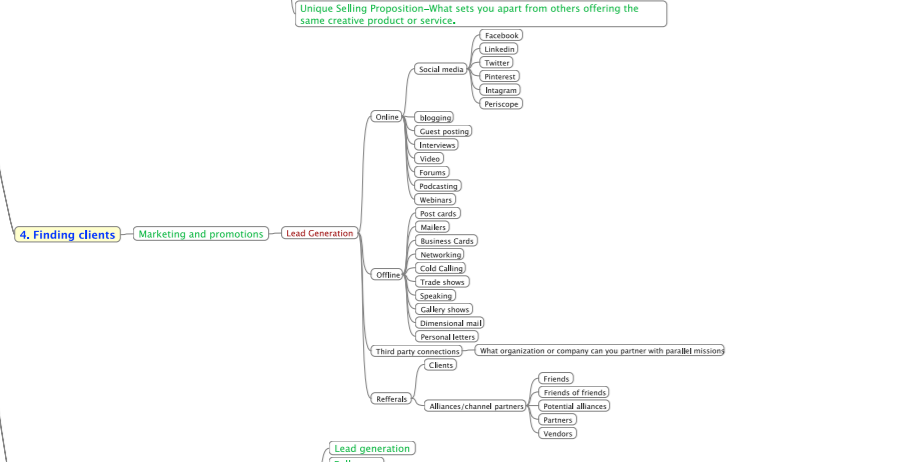 Unique Selling Proposition—What sets you apart from others offering the
same creative product or service.
Facebook
Linkedin
Twitter
Pinterest
Intagram
Periscope
Social media
Online
blogging
Guest posting
Interviews
Video
Forums
Podcasting
Webinars
4. Finding clients
Marketing and promotions
Lead Generation
Post cards
Mailers
Business Cards
Networking
Cold Calling
Trade shows
Speaking
Gallery shows
Dimensional mail
Personal letters
Offline
Third party connections
What organization or company can you partner with parallel missions
Clients
Refferals
Alliances/channel partners
Friends
Friends of friends
Potential alliances
Partners
Vendors
Lead generation